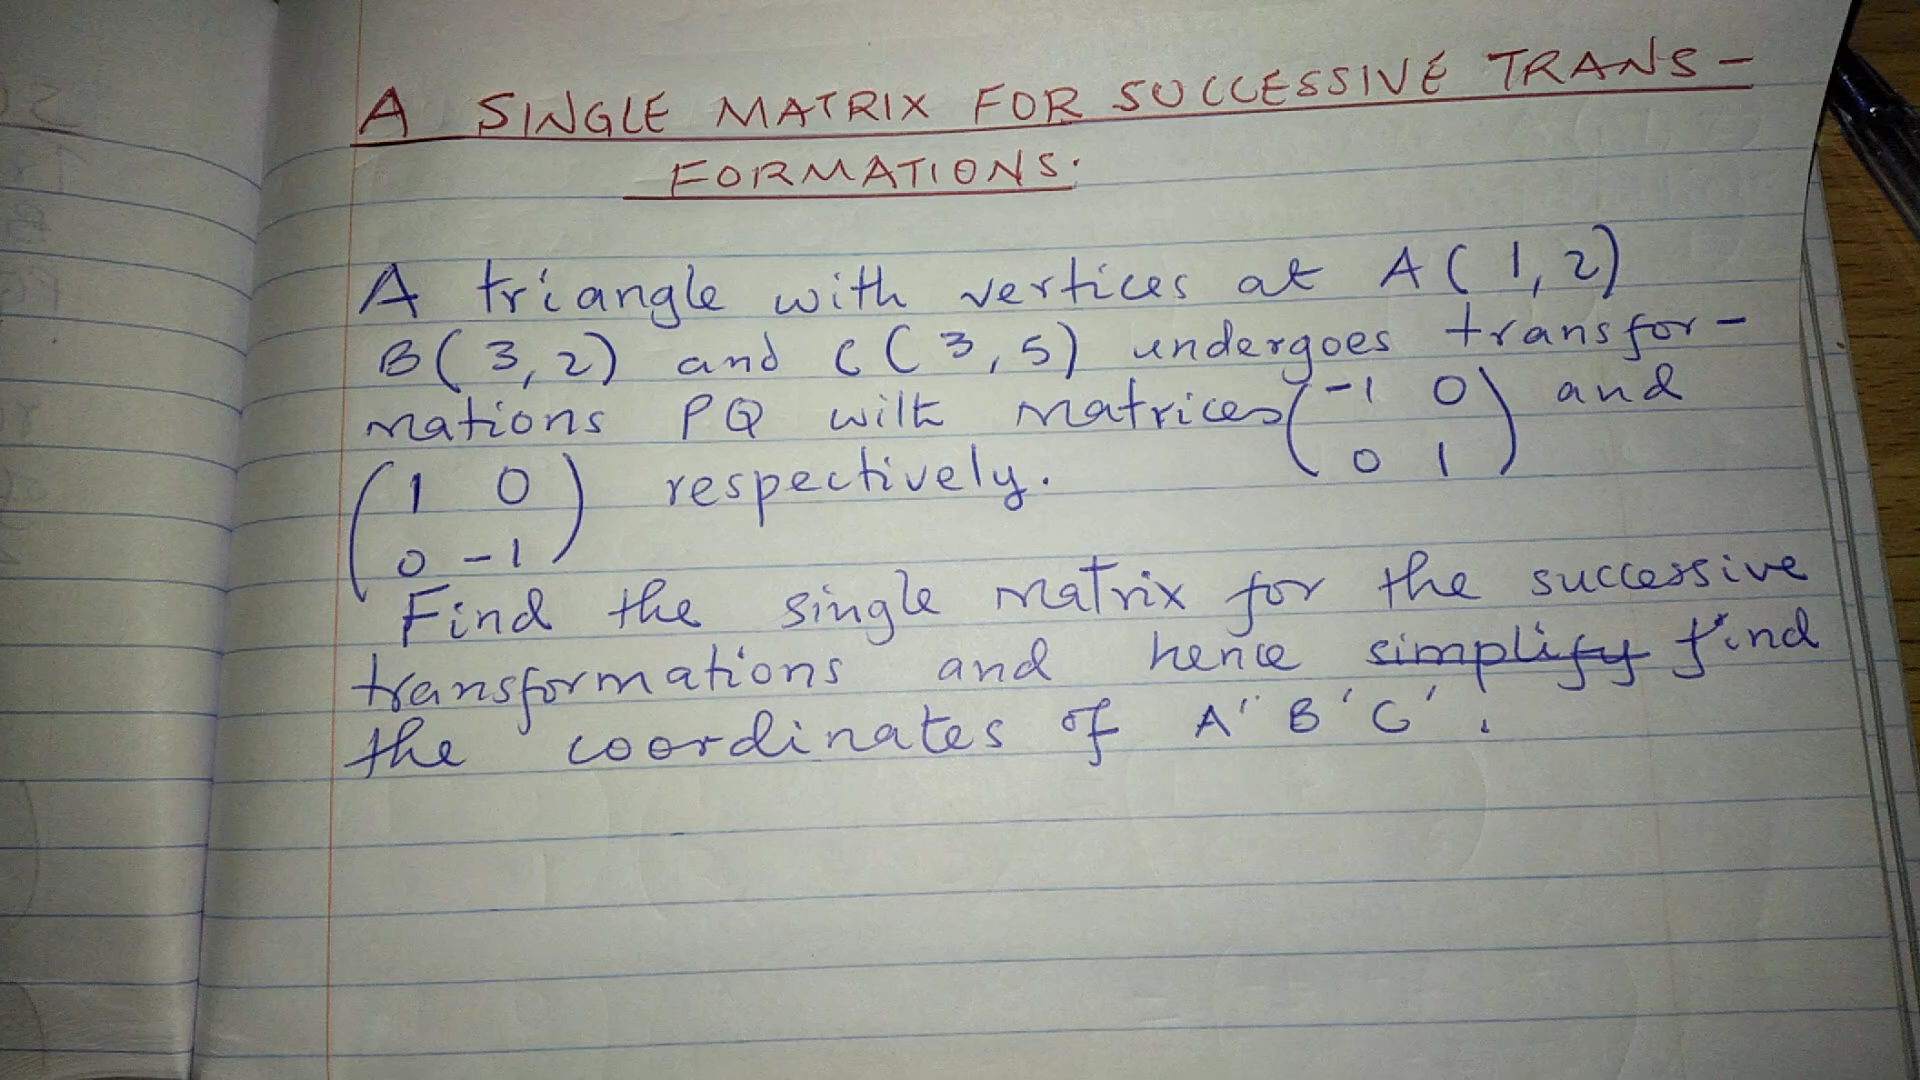 A SINGLE MATRIX FOR SUCCESSIVE TRANS-
FORMATIONS.
A triangle with vertices at A( 1, 2)
B( 3, 2) and C( 3, 5) undergoes transfor-
mations PQ with matrices (-1 0
0 1) and
(1 0
0 -1) respectively.
Find the single matrix for the successive
transformations and hence simplify find
the coordinates of A' B' C'.